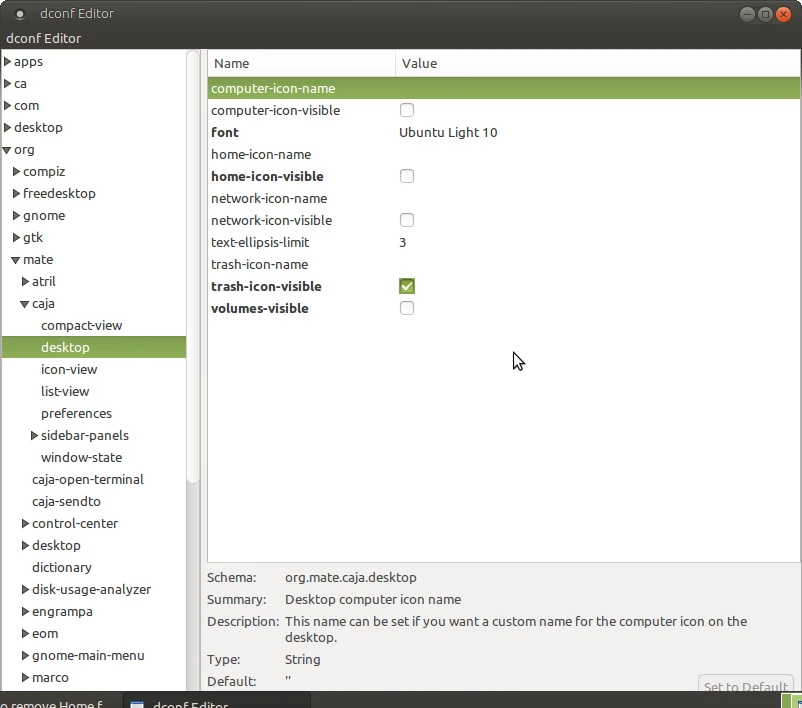 dconf Editor
dconf Editor
apps
ca
com
desktop
org
compiz
freedesktop
gnome
gtk
mate
atril
caja
compact-view
desktop
icon-view
list-view
preferences
sidebar-panels
window-state
caja-open-terminal
caja-sendto
control-center
desktop
dictionary
disk-usage-analyzer
engrampa
eom
gnome-main-menu
marco
Name Value
computer-icon-name
computer-icon-visible
font Ubuntu Light 10
home-icon-name
home-icon-visible
network-icon-name
network-icon-visible
text-ellipsis-limit 3
trash-icon-name
trash-icon-visible
volumes-visible
Schema: org.mate.caja.desktop
Summary: Desktop computer icon name
Description: This name can be set if you want a custom name for the computer icon on the
desktop.
Type: String
Default: ''
Set to Default
o remove Home f
dconf Editor